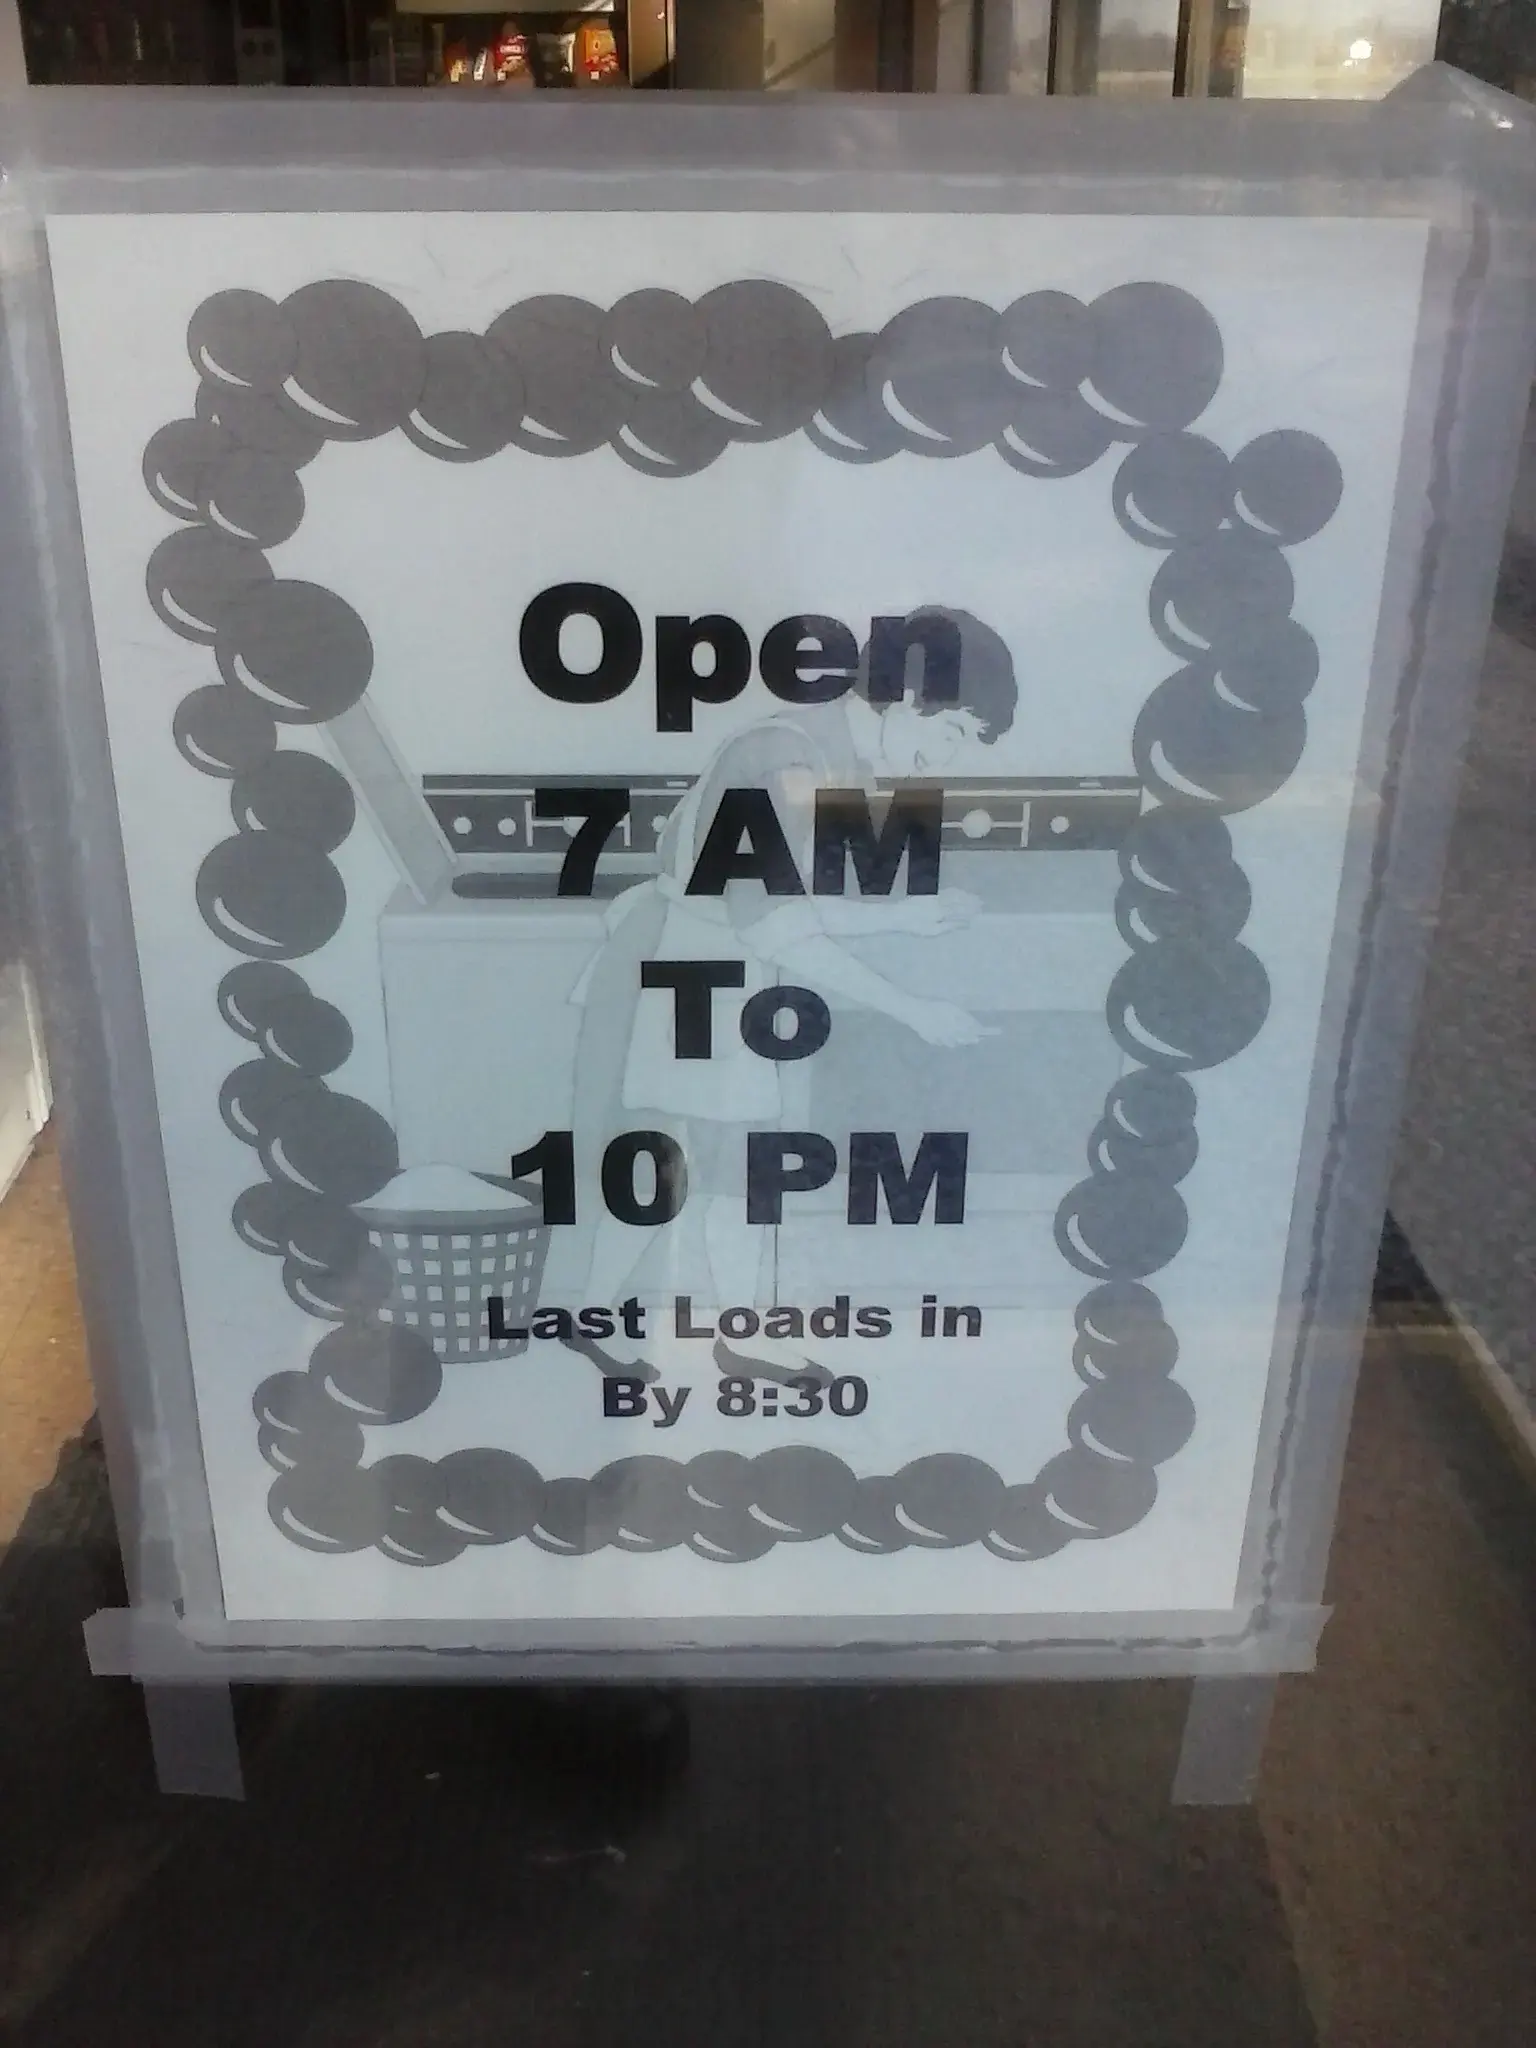 Open
7 AM
To
10 PM
Last Loads in
By 8:30